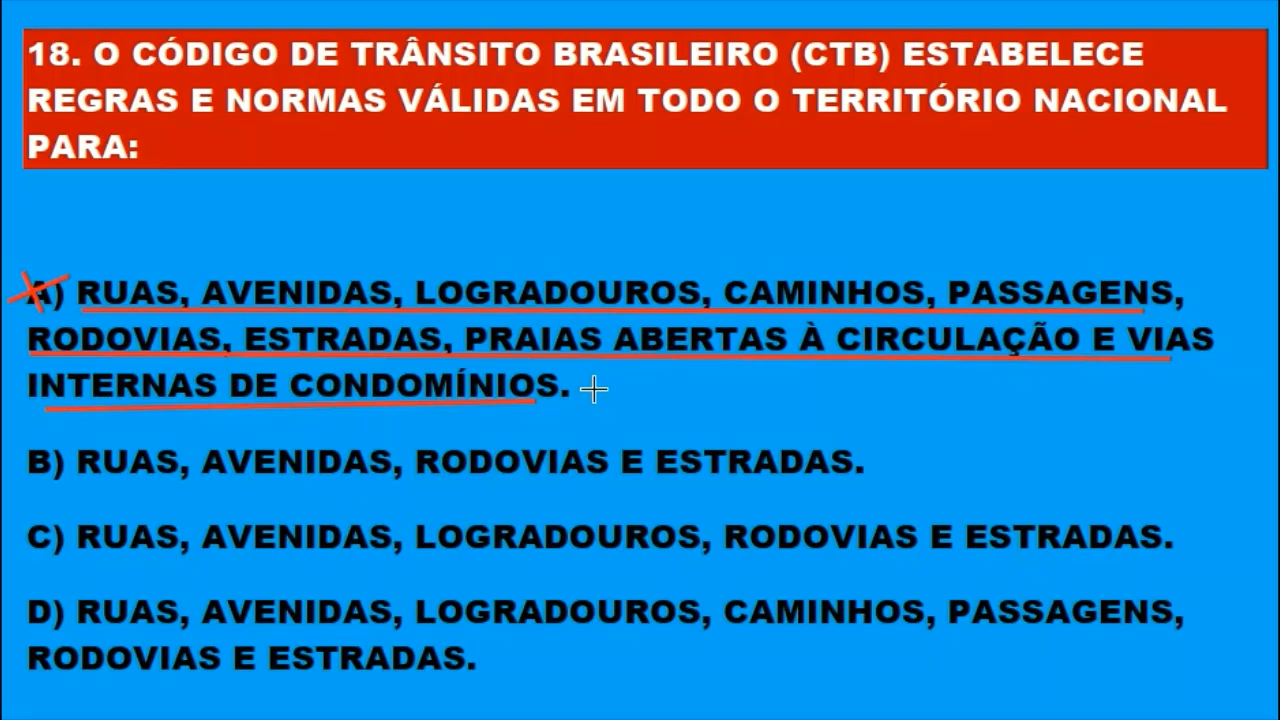 18. O CÓDIGO DE TRÂNSITO BRASILEIRO (CTB) ESTABELECE
REGRAS E NORMAS VÁLIDAS EM TODO O TERRITÓRIO NACIONAL
PARA:
A) RUAS, AVENIDAS, LOGRADOUROS, CAMINHOS, PASSAGENS,
RODOVIAS, ESTRADAS, PRAIAS ABERTAS À CIRCULAÇÃO E VIAS
INTERNAS DE CONDOMÍNIOS.
B) RUAS, AVENIDAS, RODOVIAS E ESTRADAS.
C) RUAS, AVENIDAS, LOGRADOUROS, RODOVIAS E ESTRADAS.
D) RUAS, AVENIDAS, LOGRADOUROS, CAMINHOS, PASSAGENS,
RODOVIAS E ESTRADAS.